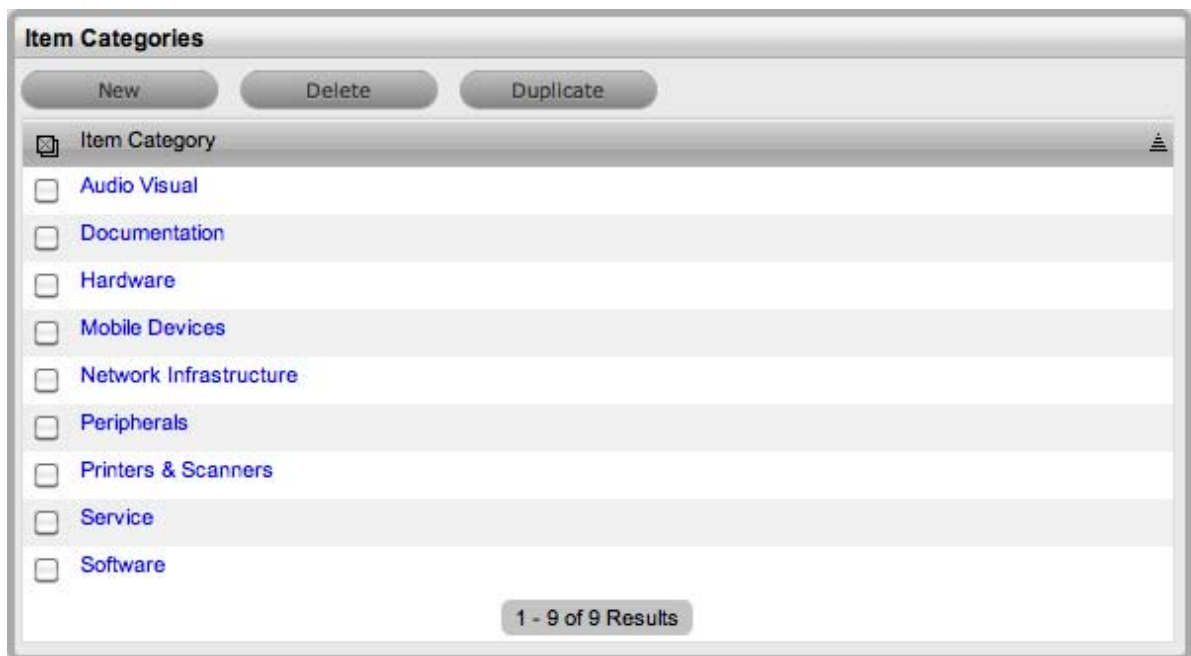 Item Categories
New Delete Duplicate
Item Category
Audio Visual
Documentation
Hardware
Mobile Devices
Network Infrastructure
Peripherals
Printers & Scanners
Service
Software
1 - 9 of 9 Results